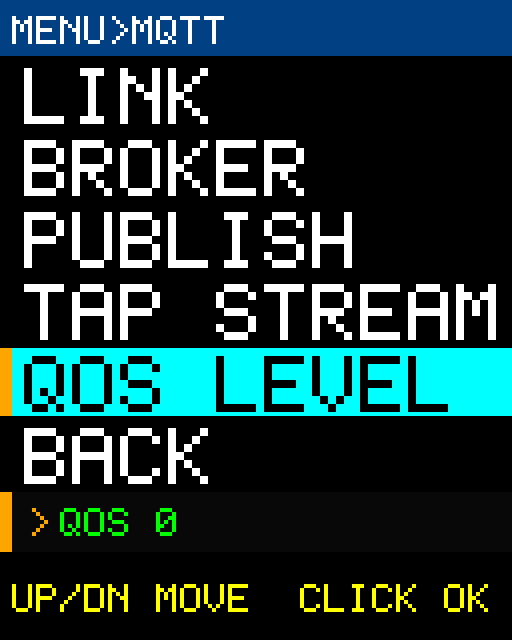 MENU>MQTT
LINK
BROKER
PUBLISH
TAP STREAM
QOS LEVEL
BACK
>QOS 0
UP/DN MOVE  CLICK OK